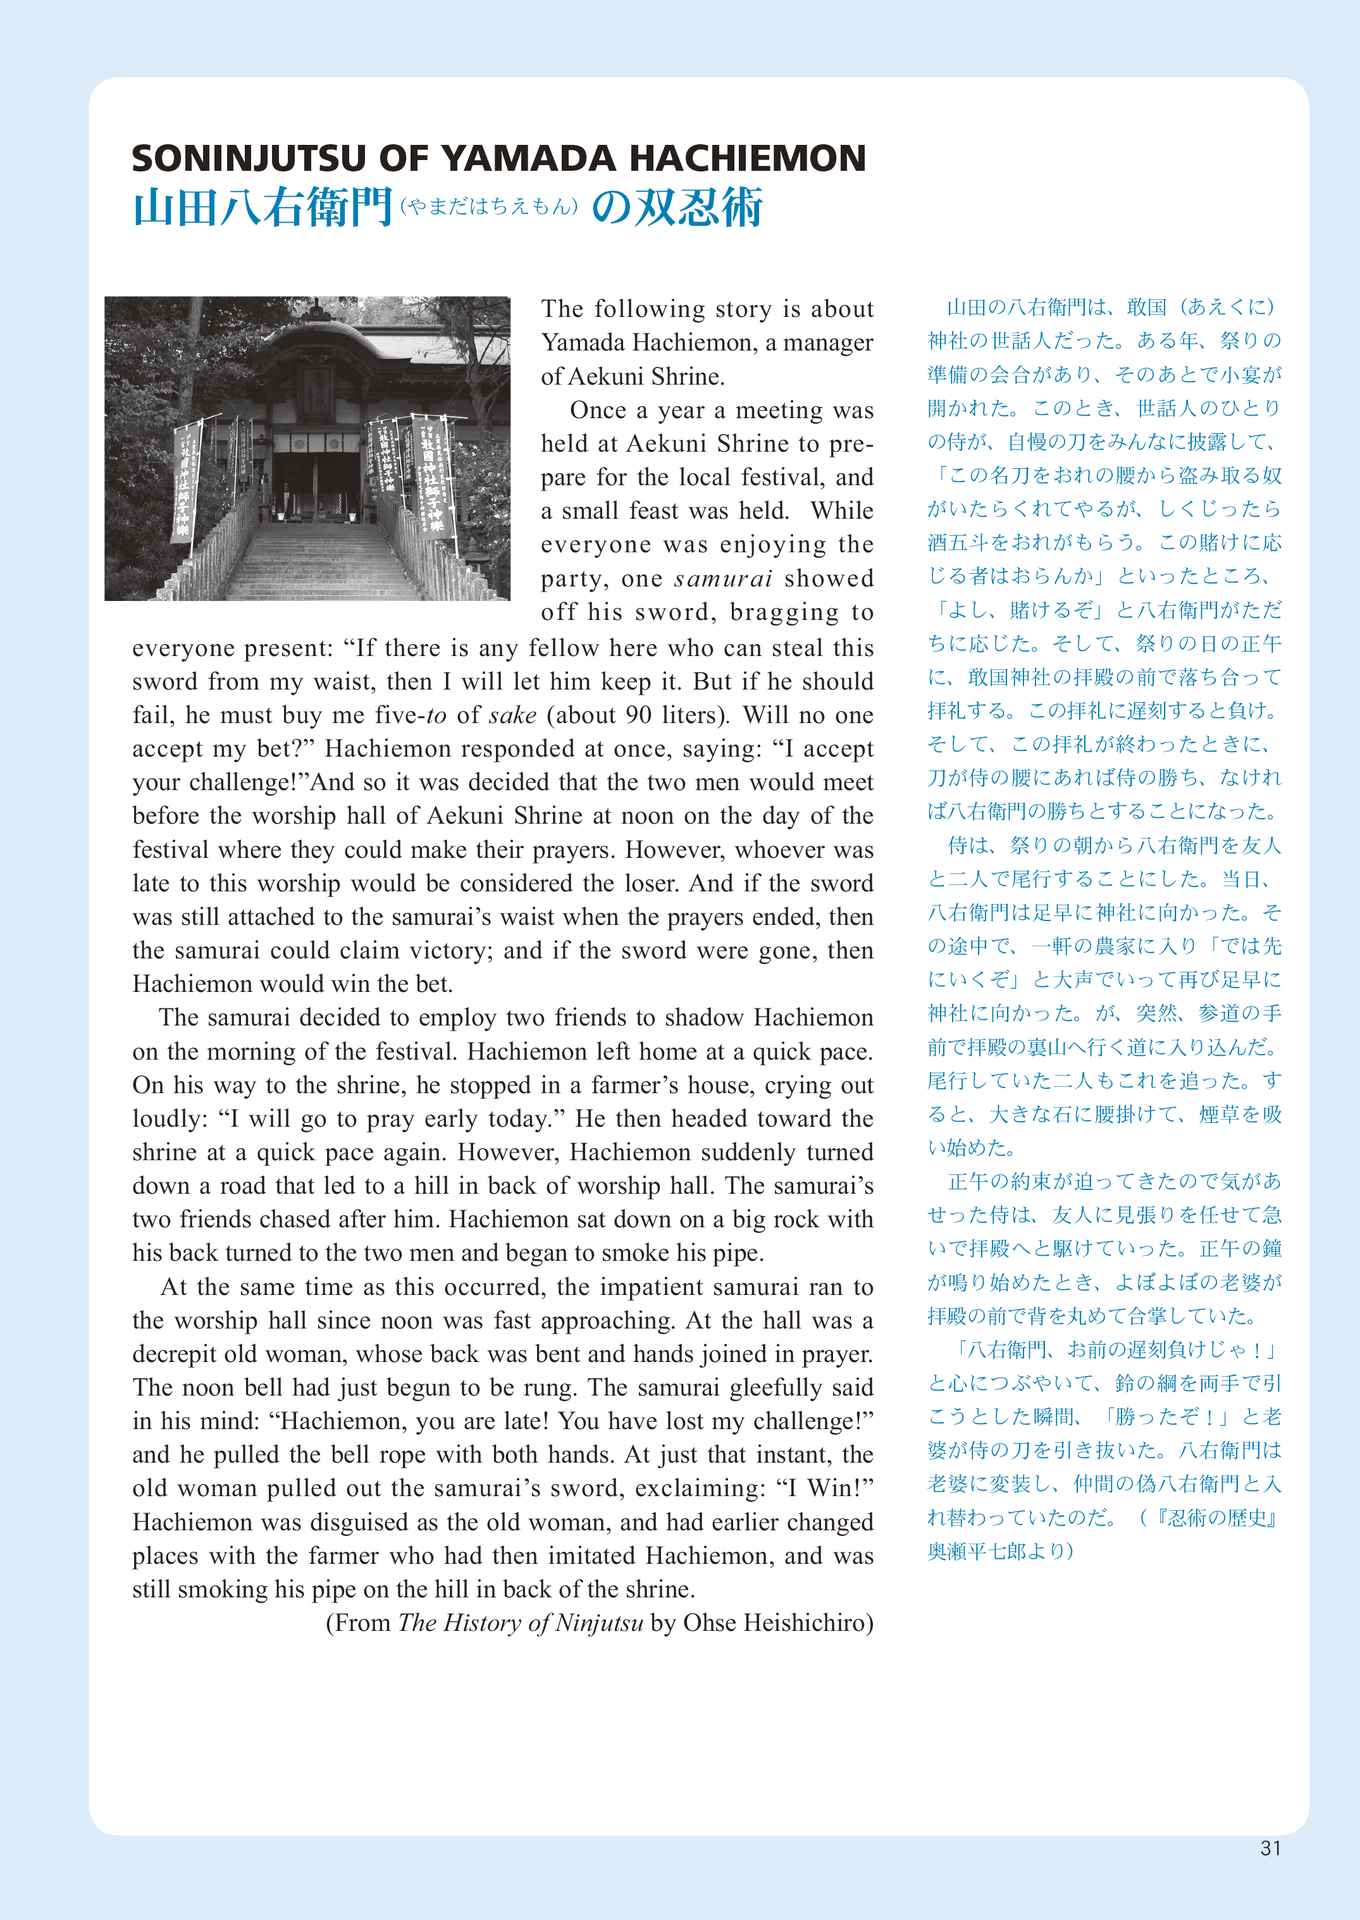 SONINJUTSU OF YAMADA HACHIEMON
山田八右衛門（やまだはちえもん）の双忍術
The following story is about
Yamada Hachiemon, a manager
of Aekuni Shrine.
Once a year a meeting was
held at Aekuni Shrine to pre-
pare for the local festival, and
a small feast was held. While
everyone was enjoying the
party, one samurai showed
off his sword, bragging to
everyone present: “If there is any fellow here who can steal this
sword from my waist, then I will let him keep it. But if he should
fail, he must buy me five-to of sake (about 90 liters). Will no one
accept my bet?” Hachiemon responded at once, saying: “I accept
your challenge!”And so it was decided that the two men would meet
before the worship hall of Aekuni Shrine at noon on the day of the
festival where they could make their prayers. However, whoever was
late to this worship would be considered the loser. And if the sword
was still attached to the samurai’s waist when the prayers ended, then
the samurai could claim victory; and if the sword were gone, then
Hachiemon would win the bet.
The samurai decided to employ two friends to shadow Hachiemon
on the morning of the festival. Hachiemon left home at a quick pace.
On his way to the shrine, he stopped in a farmer’s house, crying out
loudly: “I will go to pray early today.” He then headed toward the
shrine at a quick pace again. However, Hachiemon suddenly turned
down a road that led to a hill in back of worship hall. The samurai’s
two friends chased after him. Hachiemon sat down on a big rock with
his back turned to the two men and began to smoke his pipe.
At the same time as this occurred, the impatient samurai ran to
the worship hall since noon was fast approaching. At the hall was a
decrepit old woman, whose back was bent and hands joined in prayer.
The noon bell had just begun to be rung. The samurai gleefully said
in his mind: “Hachiemon, you are late! You have lost my challenge!”
and he pulled the bell rope with both hands. At just that instant, the
old woman pulled out the samurai’s sword, exclaiming: “I Win!”
Hachiemon was disguised as the old woman, and had earlier changed
places with the farmer who had then imitated Hachiemon, and was
still smoking his pipe on the hill in back of the shrine.
(From The History of Ninjutsu by Ohse Heishichiro)
山田の八右衛門は、敢国（あえくに）
神社の世話人だった。ある年、祭りの
準備の会合があり、そのあとで小宴が
開かれた。このとき、世話人のひとり
の侍が、自慢の刀をみんなに披露して、
「この名刀をおれの腰から盗み取る奴
がいたらくれてやるが、しくじったら
酒五斗をおれがもらう。この賭けに応
じる者はおらんか」といったところ、
「よし、賭けるぞ」と八右衛門がただ
ちに応じた。そして、祭りの日の正午
に、敢国神社の拝殿の前で落ち合って
拝礼する。この拝礼に遅刻すると負け。
そして、この拝礼が終わったときに、
刀が侍の腰にあれば侍の勝ち、なけれ
ば八右衛門の勝ちとすることになった。
侍は、祭りの朝から八右衛門を友人
と二人で尾行することにした。当日、
八右衛門は足早に神社に向かった。そ
の途中で、一軒の農家に入り「では先
にいくぞ」と大声でいって再び足早に
神社に向かった。が、突然、参道の手
前で拝殿の裏山へ行く道に入り込んだ。
尾行していた二人もこれを追った。す
ると、大きな石に腰掛けて、煙草を吸
い始めた。
正午の約束が迫ってきたので気があ
せった侍は、友人に見張りを任せて急
いで拝殿へと駆けていった。正午の鐘
が鳴り始めたとき、よぼよぼの老婆が
拝殿の前で背を丸めて合掌していた。
「八右衛門、お前の遅刻負けじゃ！」
と心につぶやいて、鈴の綱を両手で引
こうとした瞬間、「勝ったぞ！」と老
婆が侍の刀を引き抜いた。八右衛門は
老婆に変装し、仲間の偽八右衛門と入
れ替わっていたのだ。（『忍術の歴史』
奥瀬平七郎より）
31